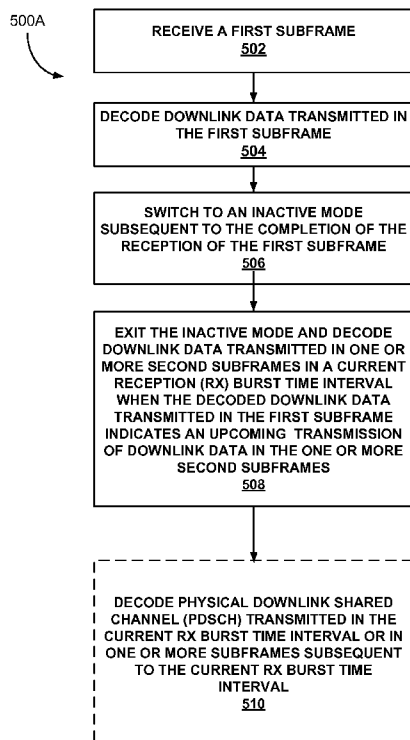 500A
RECEIVE A FIRST SUBFRAME
502
DECODE DOWNLINK DATA TRANSMITTED IN
THE FIRST SUBFRAME
504
SWITCH TO AN INACTIVE MODE
SUBSEQUENT TO THE COMPLETION OF THE
RECEPTION OF THE FIRST SUBFRAME
506
EXIT THE INACTIVE MODE AND DECODE
DOWNLINK DATA TRANSMITTED IN ONE OR
MORE SECOND SUBFRAMES IN A CURRENT
RECEPTION (RX) BURST TIME INTERVAL
WHEN THE DECODED DOWNLINK DATA
TRANSMITTED IN THE FIRST SUBFRAME
INDICATES AN UPCOMING TRANSMISSION
OF DOWNLINK DATA IN THE ONE OR MORE
SECOND SUBFRAMES
508
DECODE PHYSICAL DOWNLINK SHARED
CHANNEL (PDSCH) TRANSMITTED IN THE
CURRENT RX BURST TIME INTERVAL OR IN
ONE OR MORE SUBFRAMES SUBSEQUENT
TO THE CURRENT RX BURST TIME
INTERVAL
510